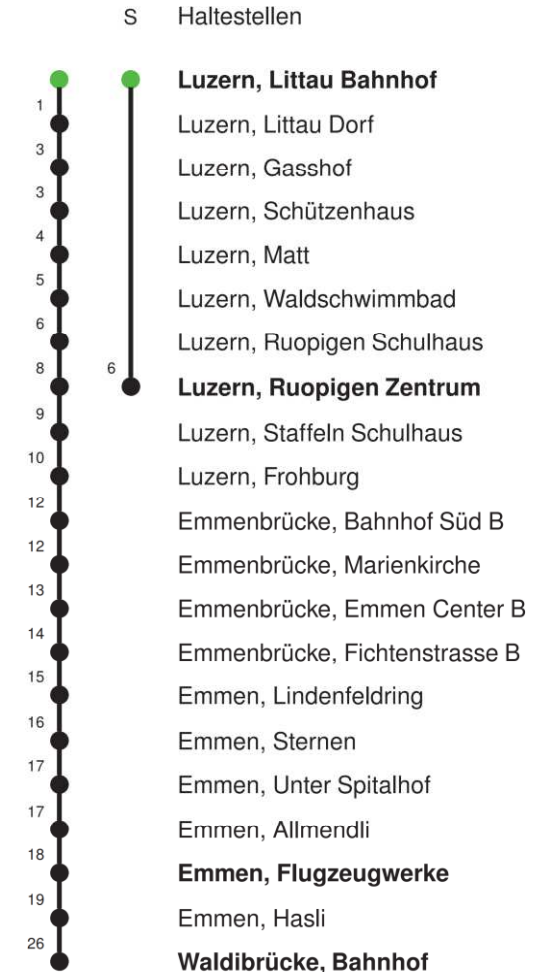 S Haltestellen
Luzern, Littau Bahnhof
1 Luzern, Littau Dorf
3 Luzern, Gasshof
3 Luzern, Schützenhaus
4 Luzern, Matt
5 Luzern, Waldschwimmbad
6 Luzern, Ruopigen Schulhaus
8 6 Luzern, Ruopigen Zentrum
9 Luzern, Staffeln Schulhaus
10 Luzern, Frohburg
12 Emmenbrücke, Bahnhof Süd B
12 Emmenbrücke, Marienkirche
13 Emmenbrücke, Emmen Center B
14 Emmenbrücke, Fichtenstrasse B
15 Emmen, Lindenfeldring
16 Emmen, Sternen
17 Emmen, Unter Spitalhof
17 Emmen, Allmendli
18 Emmen, Flugzeugwerke
19 Emmen, Hasli
26 Waldibrücke, Bahnhof